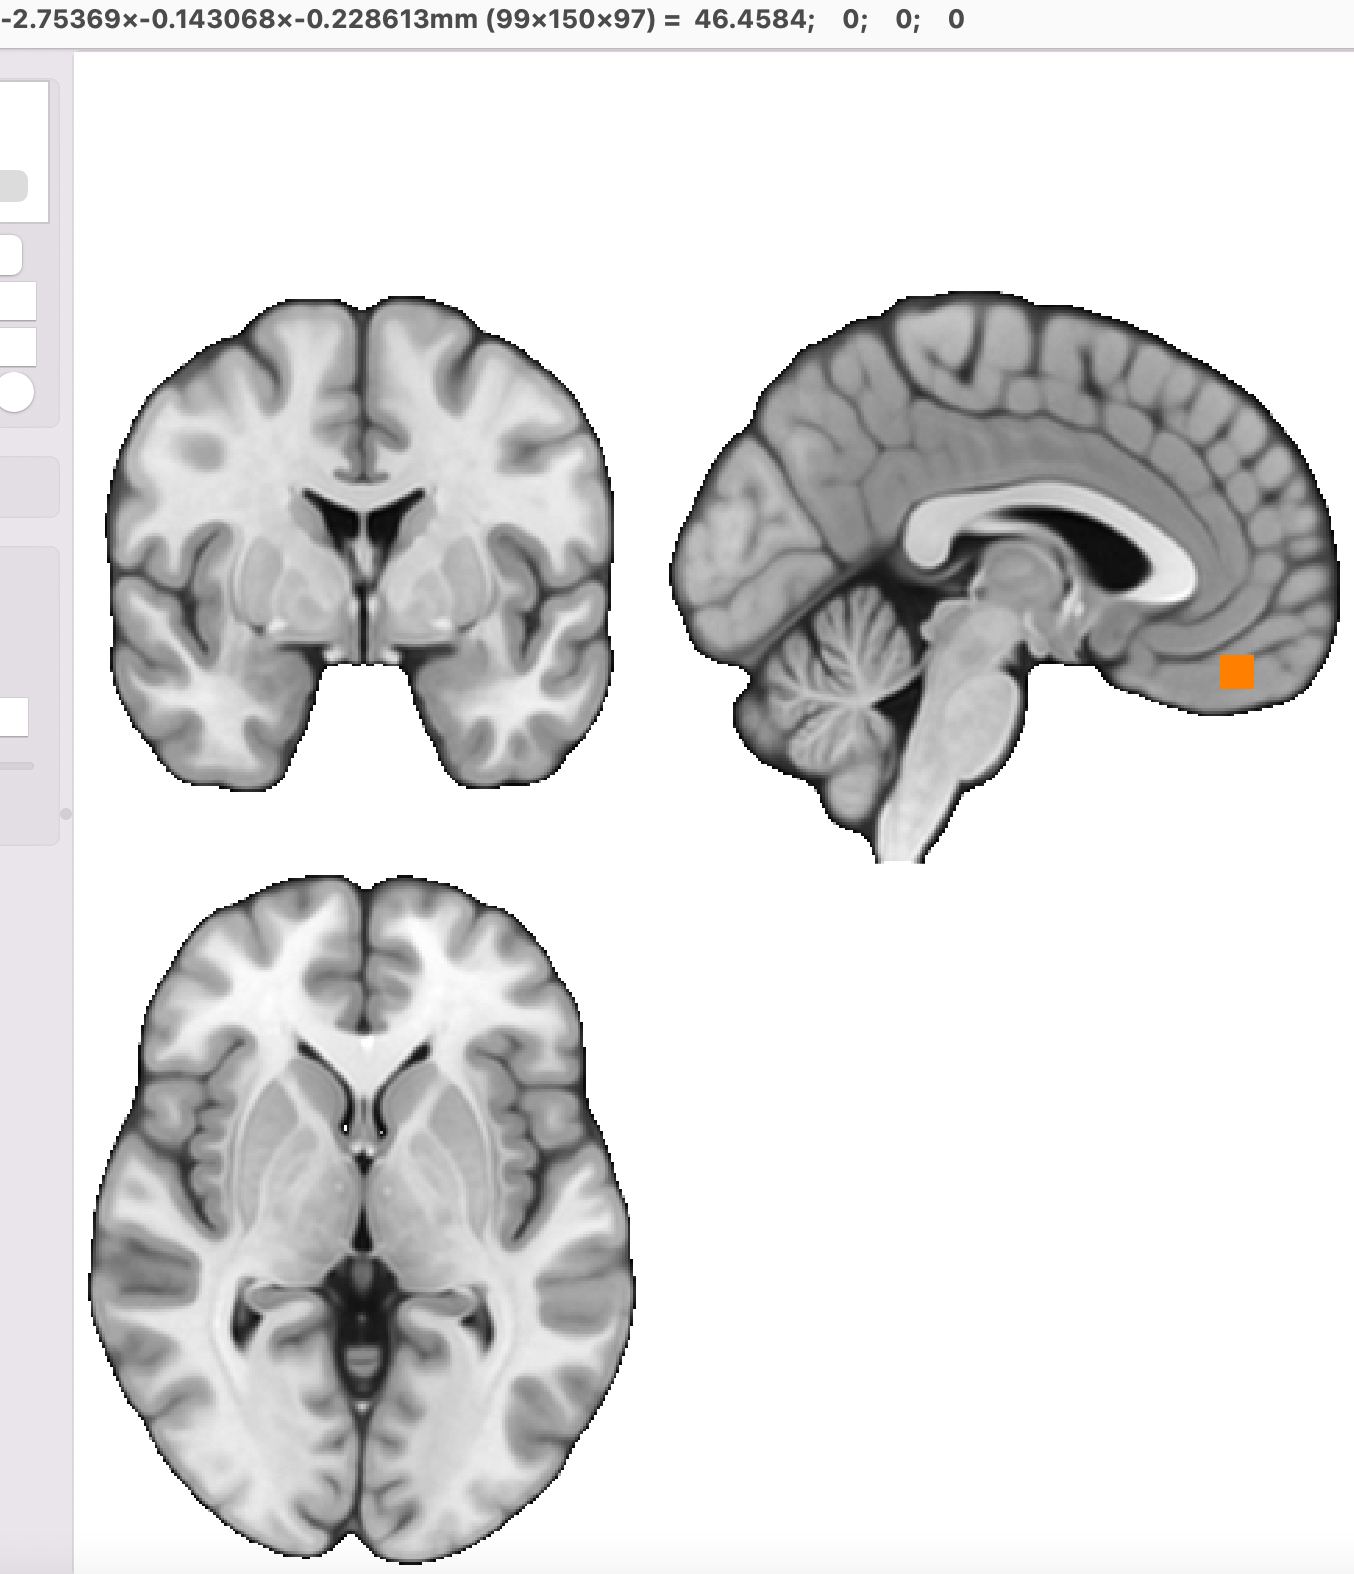 -2.75369×-0.143068×-0.228613mm (99×150×97) = 46.4584; 0; 0; 0